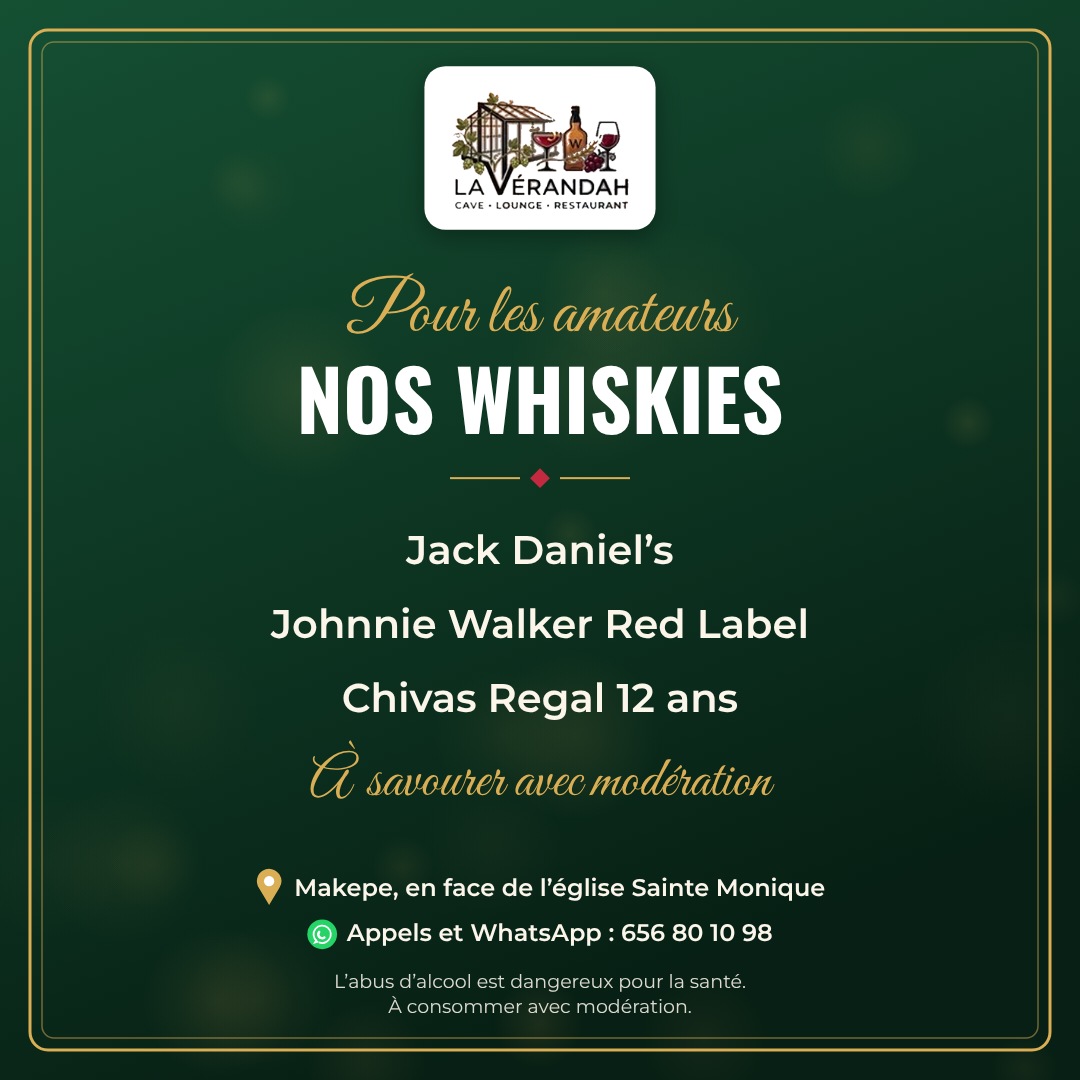 W
LA VÉRANDAH
CAVE • LOUNGE • RESTAURANT
Pour les amateurs
NOS WHISKIES
Jack Daniel’s
Johnnie Walker Red Label
Chivas Regal 12 ans
À savourer avec modération
Makepe, en face de l’église Sainte Monique
Appels et WhatsApp : 656 80 10 98
L’abus d’alcool est dangereux pour la santé.
À consommer avec modération.